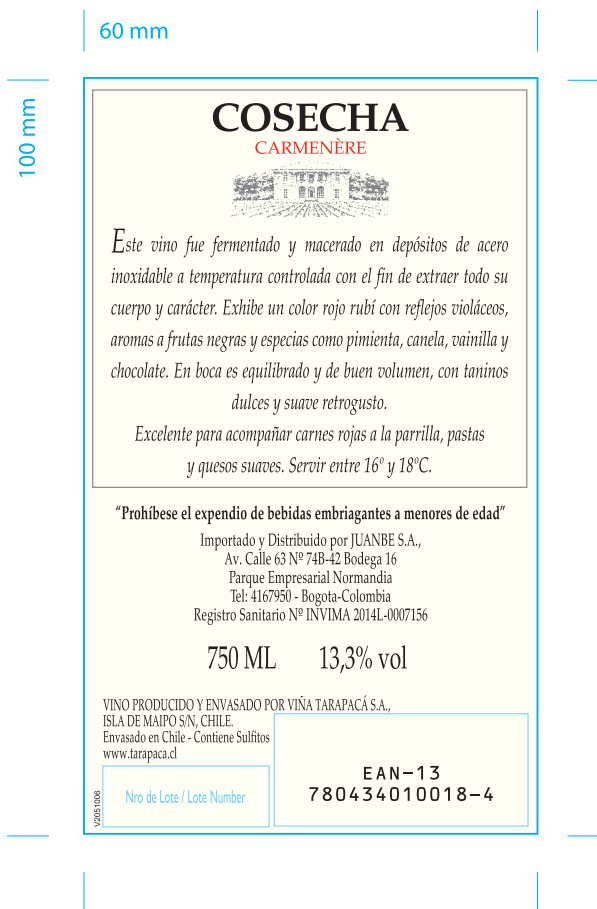 60 mm
100 mm
COSECHA
CARMENÈRE
Este vino fue fermentado y macerado en depósitos de acero
inoxidable a temperatura controlada con el fin de extraer todo su
cuerpo y carácter. Exhibe un color rojo rubí con reflejos violáceos,
aromas a frutas negras y especias como pimienta, canela, vainilla y
chocolate. En boca es equilibrado y de buen volumen, con taninos
dulces y suave retrogusto.
Excelente para acompañar carnes rojas a la parrilla, pastas
y quesos suaves. Servir entre 16º y 18ºC.
“Prohíbese el expendio de bebidas embriagantes a menores de edad”
Importado y Distribuido por JUANBE S.A.,
Av. Calle 63 Nº 74B-42 Bodega 16
Parque Empresarial Normandia
Tel: 4167950 - Bogota-Colombia
Registro Sanitario Nº INVIMA 2014L-0007156
750 ML 13,3% vol
VINO PRODUCIDO Y ENVASADO POR VIÑA TARAPACÁ S.A.,
ISLA DE MAIPO S/N, CHILE.
Envasado en Chile - Contiene Sulfitos
www.tarapaca.cl
V2051006
Nro de Lote / Lote Number
EAN-13
780434010018-4